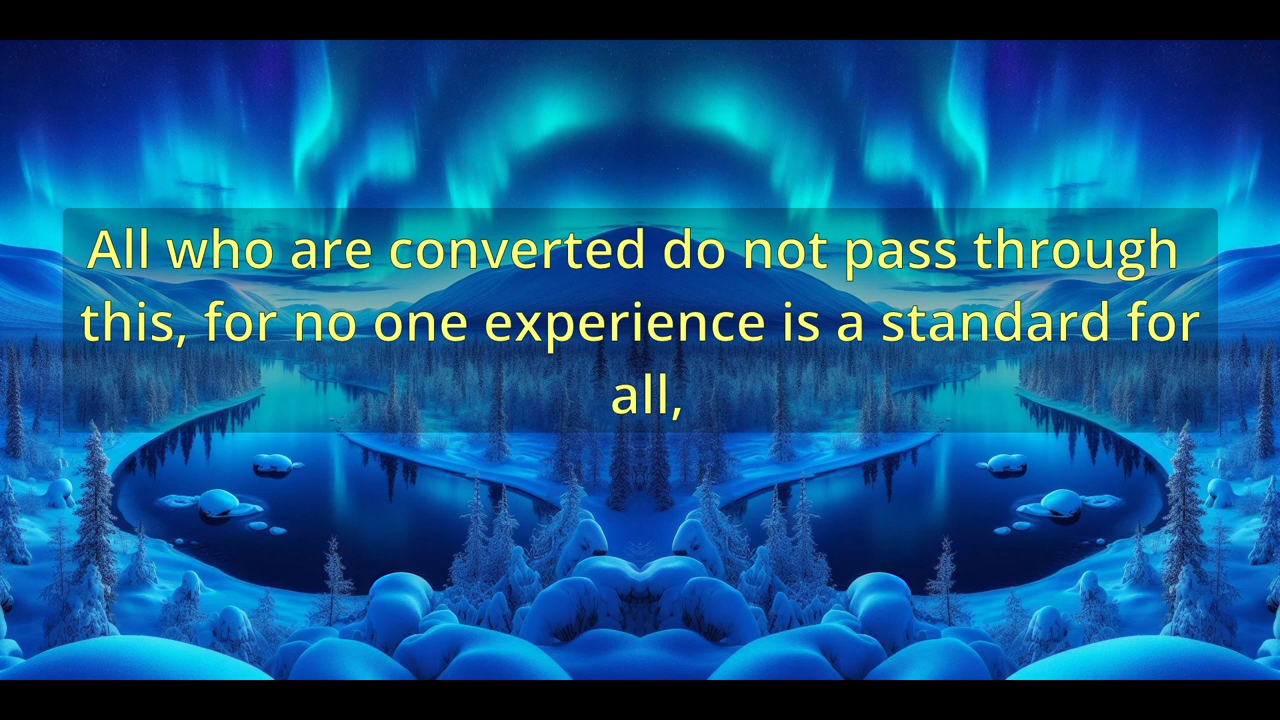 All who are converted do not pass through
this, for no one experience is a standard for
all,